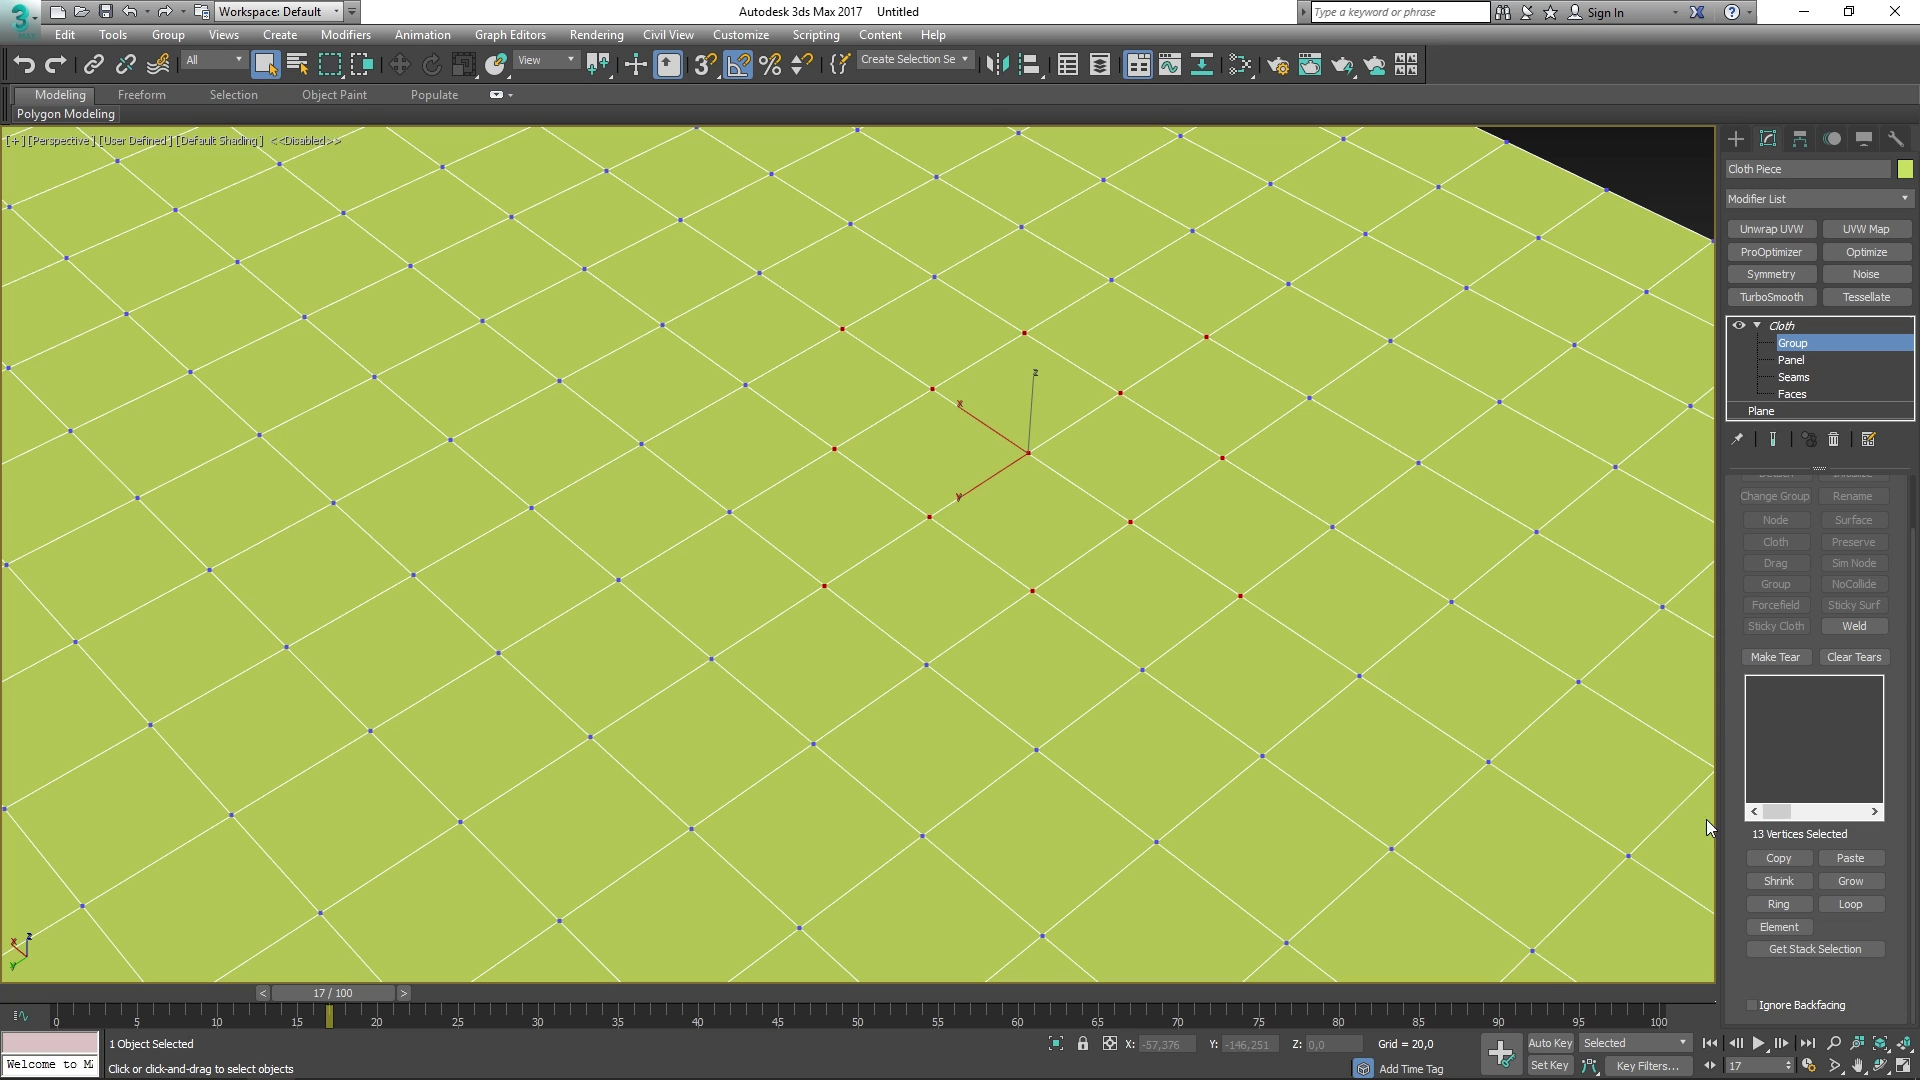 Workspace: Default
Autodesk 3ds Max 2017 Untitled
Type a keyword or phrase
Sign In
3
MAX
Edit Tools Group Views Create Modifiers Animation Graph Editors Rendering Civil View Customize Scripting Content Help
All
View
Create Selection Se
Modeling Freeform Selection Object Paint Populate
Polygon Modeling
[+] [Perspective ] [User Defined ] [Default Shading ] <<Disabled>>
Cloth Piece
Modifier List
Unwrap UVW UVW Map
ProOptimizer Optimize
Symmetry Noise
TurboSmooth Tessellate
Cloth
Group
Panel
Seams
Faces
Plane
Change Group Rename
Node Surface
Cloth Preserve
Drag Sim Node
Group NoCollide
Forcefield Sticky Surf
Sticky Cloth Weld
Make Tear Clear Tears
13 Vertices Selected
Copy Paste
Shrink Grow
Ring Loop
Element
Get Stack Selection
Ignore Backfacing
z
x
y
z
x
y
< 17 / 100 >
0 5 10 15 20 25 30 35 40 45 50 55 60 65 70 75 80 85 90 95 100
1 Object Selected
X: -57,376 Y: -146,251 Z: 0,0 Grid = 20,0
Auto Key Selected
Welcome to M
Click or click-and-drag to select objects
Add Time Tag
Set Key Key Filters... 17